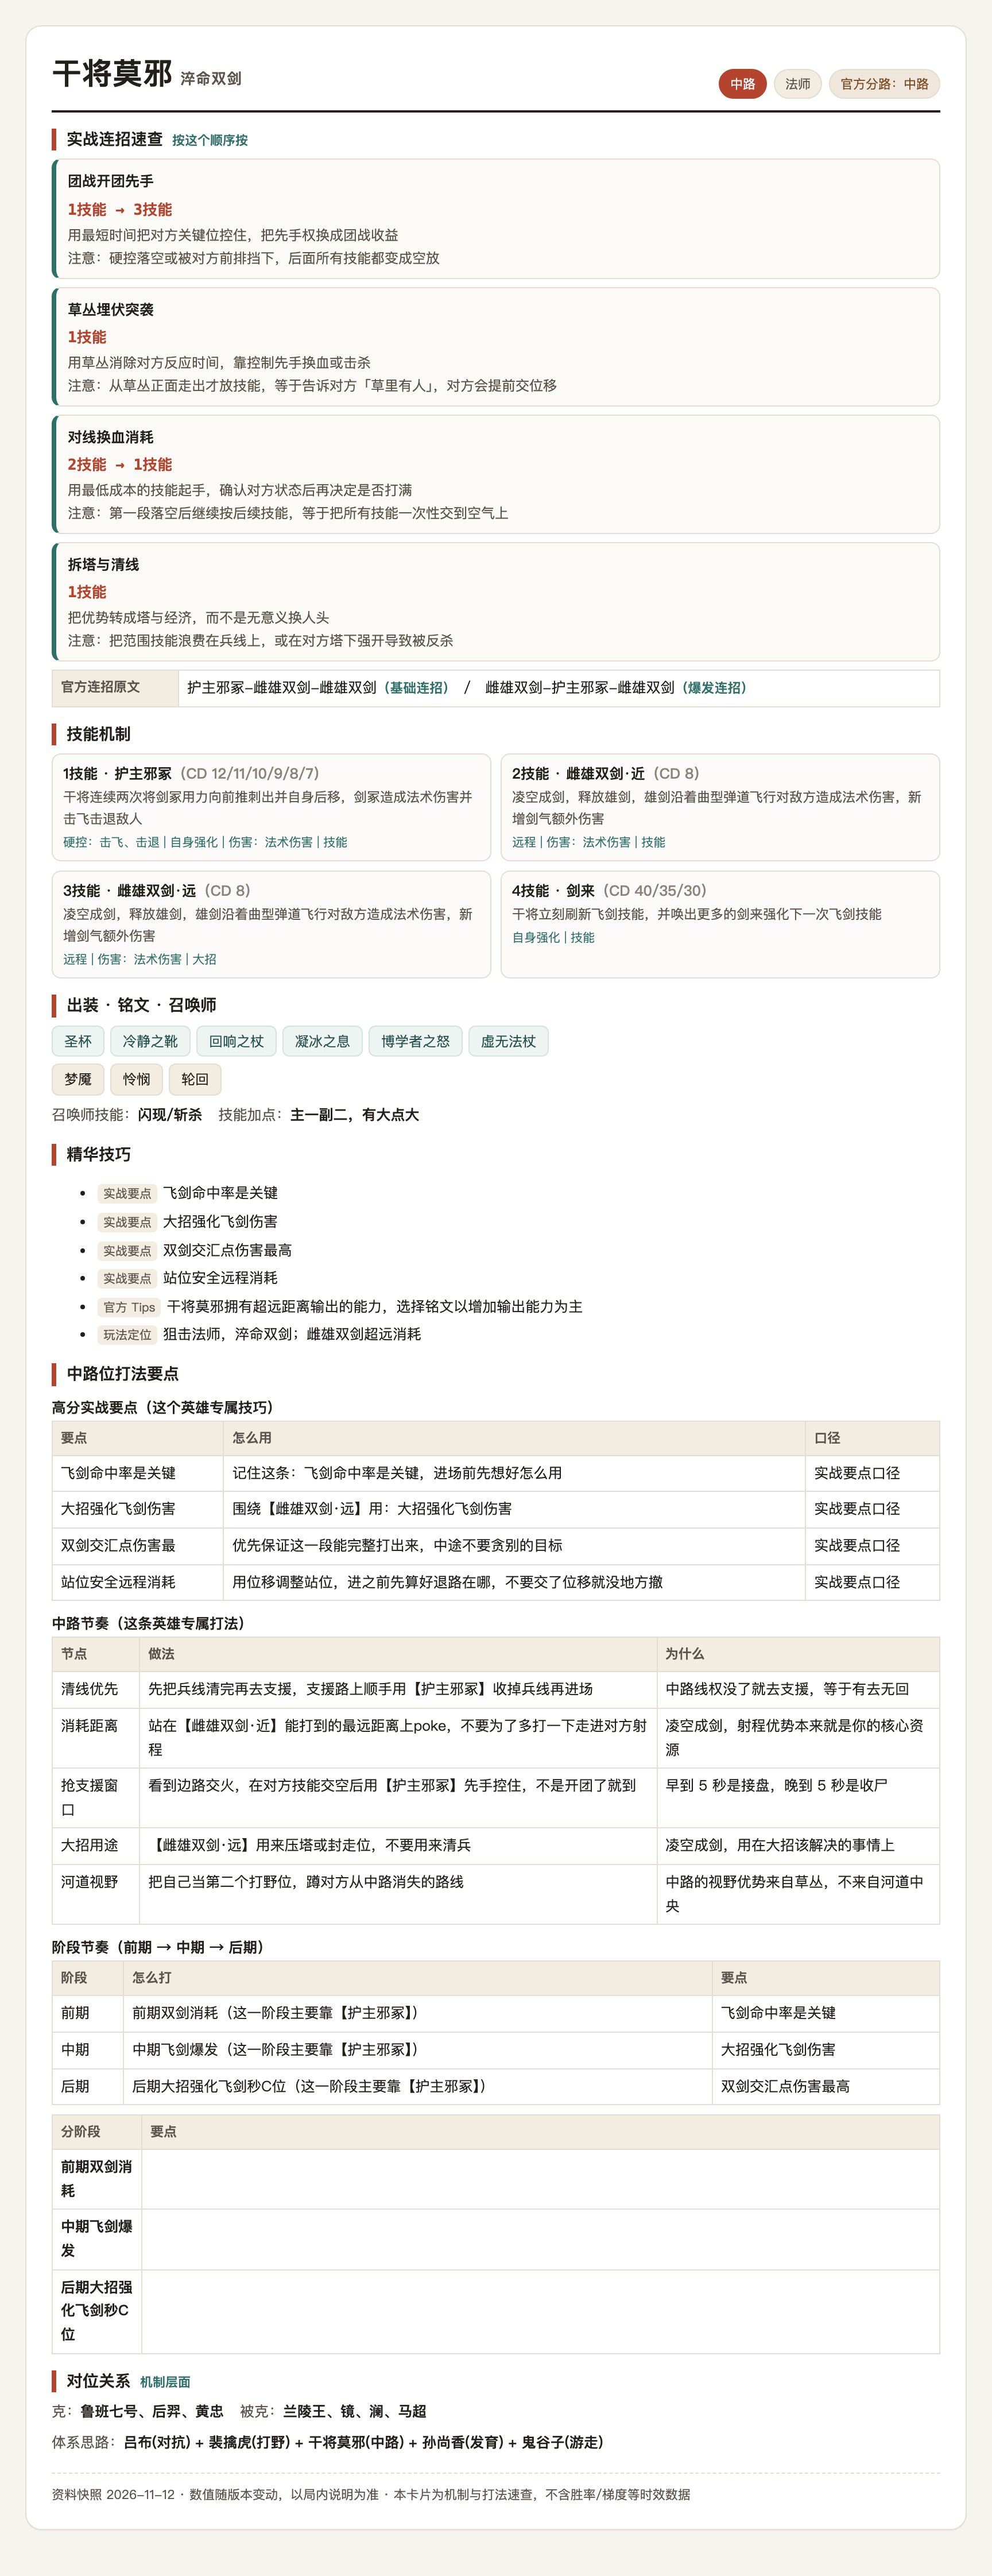 干将莫邪 淬命双剑
中路 法师 官方分路：中路
实战连招速查 按这个顺序按
团战开团先手
1技能 → 3技能
用最短时间把对方关键位控住，把先手权换成团战收益
注意：硬控落空或被对方前排挡下，后面所有技能都变成空放
草丛埋伏突袭
1技能
用草丛消除对方反应时间，靠控制先手换血或击杀
注意：从草丛正面走出才放技能，等于告诉对方「草里有人」，对方会提前交位移
对线换血消耗
2技能 → 1技能
用最低成本的技能起手，确认对方状态后再决定是否打满
注意：第一段落空后继续按后续技能，等于把所有技能一次性交到空气上
拆塔与清线
1技能
把优势转成塔与经济，而不是无意义换人头
注意：把范围技能浪费在兵线上，或在对方塔下强开导致被反杀
官方连招原文 护主邪冢-雌雄双剑-雌雄双剑（基础连招） / 雌雄双剑-护主邪冢-雌雄双剑（爆发连招）
技能机制
1技能 · 护主邪冢（CD 12/11/10/9/8/7）
干将连续两次将剑冢用力向前推刺出并自身后移，剑冢造成法术伤害并
击飞击退敌人
硬控：击飞、击退 | 自身强化 | 伤害：法术伤害 | 技能
2技能 · 雌雄双剑·近（CD 8）
凌空成剑，释放雄剑，雄剑沿着曲型弹道飞行对敌方造成法术伤害，新
增剑气额外伤害
远程 | 伤害：法术伤害 | 技能
3技能 · 雌雄双剑·远（CD 8）
凌空成剑，释放雄剑，雄剑沿着曲型弹道飞行对敌方造成法术伤害，新
增剑气额外伤害
远程 | 伤害：法术伤害 | 大招
4技能 · 剑来（CD 40/35/30）
干将立刻刷新飞剑技能，并唤出更多的剑来强化下一次飞剑技能
自身强化 | 技能
出装 · 铭文 · 召唤师
圣杯 冷静之靴 回响之杖 凝冰之息 博学者之怒 虚无法杖
梦魇 怜悯 轮回
召唤师技能：闪现/斩杀 技能加点：主一副二，有大点大
精华技巧
• 实战要点 飞剑命中率是关键
• 实战要点 大招强化飞剑伤害
• 实战要点 双剑交汇点伤害最高
• 实战要点 站位安全远程消耗
• 官方 Tips 干将莫邪拥有超远距离输出的能力，选择铭文以增加输出能力为主
• 玩法定位 狙击法师，淬命双剑；雌雄双剑超远消耗
中路位打法要点
高分实战要点（这个英雄专属技巧）
要点 怎么用 口径
飞剑命中率是关键 记住这条：飞剑命中率是关键，进场前先想好怎么用 实战要点口径
大招强化飞剑伤害 围绕【雌雄双剑·远】用：大招强化飞剑伤害 实战要点口径
双剑交汇点伤害最 优先保证这一段能完整打出来，中途不要贪别的目标 实战要点口径
站位安全远程消耗 用位移调整站位，进之前先算好退路在哪，不要交了位移就没地方撤 实战要点口径
中路节奏（这条英雄专属打法）
节点 做法 为什么
清线优先 先把兵线清完再去支援，支援路上顺手用【护主邪冢】收掉兵线再进场 中路线权没了就去支援，等于有去无回
消耗距离 站在【雌雄双剑·近】能打到的最远距离上poke，不要为了多打一下走进对方射
程 凌空成剑，射程优势本来就是你的核心资
源
抢支援窗
口 看到边路交火，在对方技能交空后用【护主邪冢】先手控住，不是开团了就到 早到 5 秒是接盘，晚到 5 秒是收尸
大招用途 【雌雄双剑·远】用来压塔或封走位，不要用来清兵 凌空成剑，用在大招该解决的事情上
河道视野 把自己当第二个打野位，蹲对方从中路消失的路线 中路的视野优势来自草丛，不来自河道中
央
阶段节奏（前期 → 中期 → 后期）
阶段 怎么打 要点
前期 前期双剑消耗（这一阶段主要靠【护主邪冢】） 飞剑命中率是关键
中期 中期飞剑爆发（这一阶段主要靠【护主邪冢】） 大招强化飞剑伤害
后期 后期大招强化飞剑秒C位（这一阶段主要靠【护主邪冢】） 双剑交汇点伤害最高
分阶段 要点
前期双剑消
耗
中期飞剑爆
发
后期大招强
化飞剑秒C
位
对位关系 机制层面
克：鲁班七号、后羿、黄忠 被克：兰陵王、镜、澜、马超
体系思路：吕布(对抗) + 裴擒虎(打野) + 干将莫邪(中路) + 孙尚香(发育) + 鬼谷子(游走)
资料快照 2026-11-12 · 数值随版本变动，以局内说明为准 · 本卡片为机制与打法速查，不含胜率/梯度等时效数据